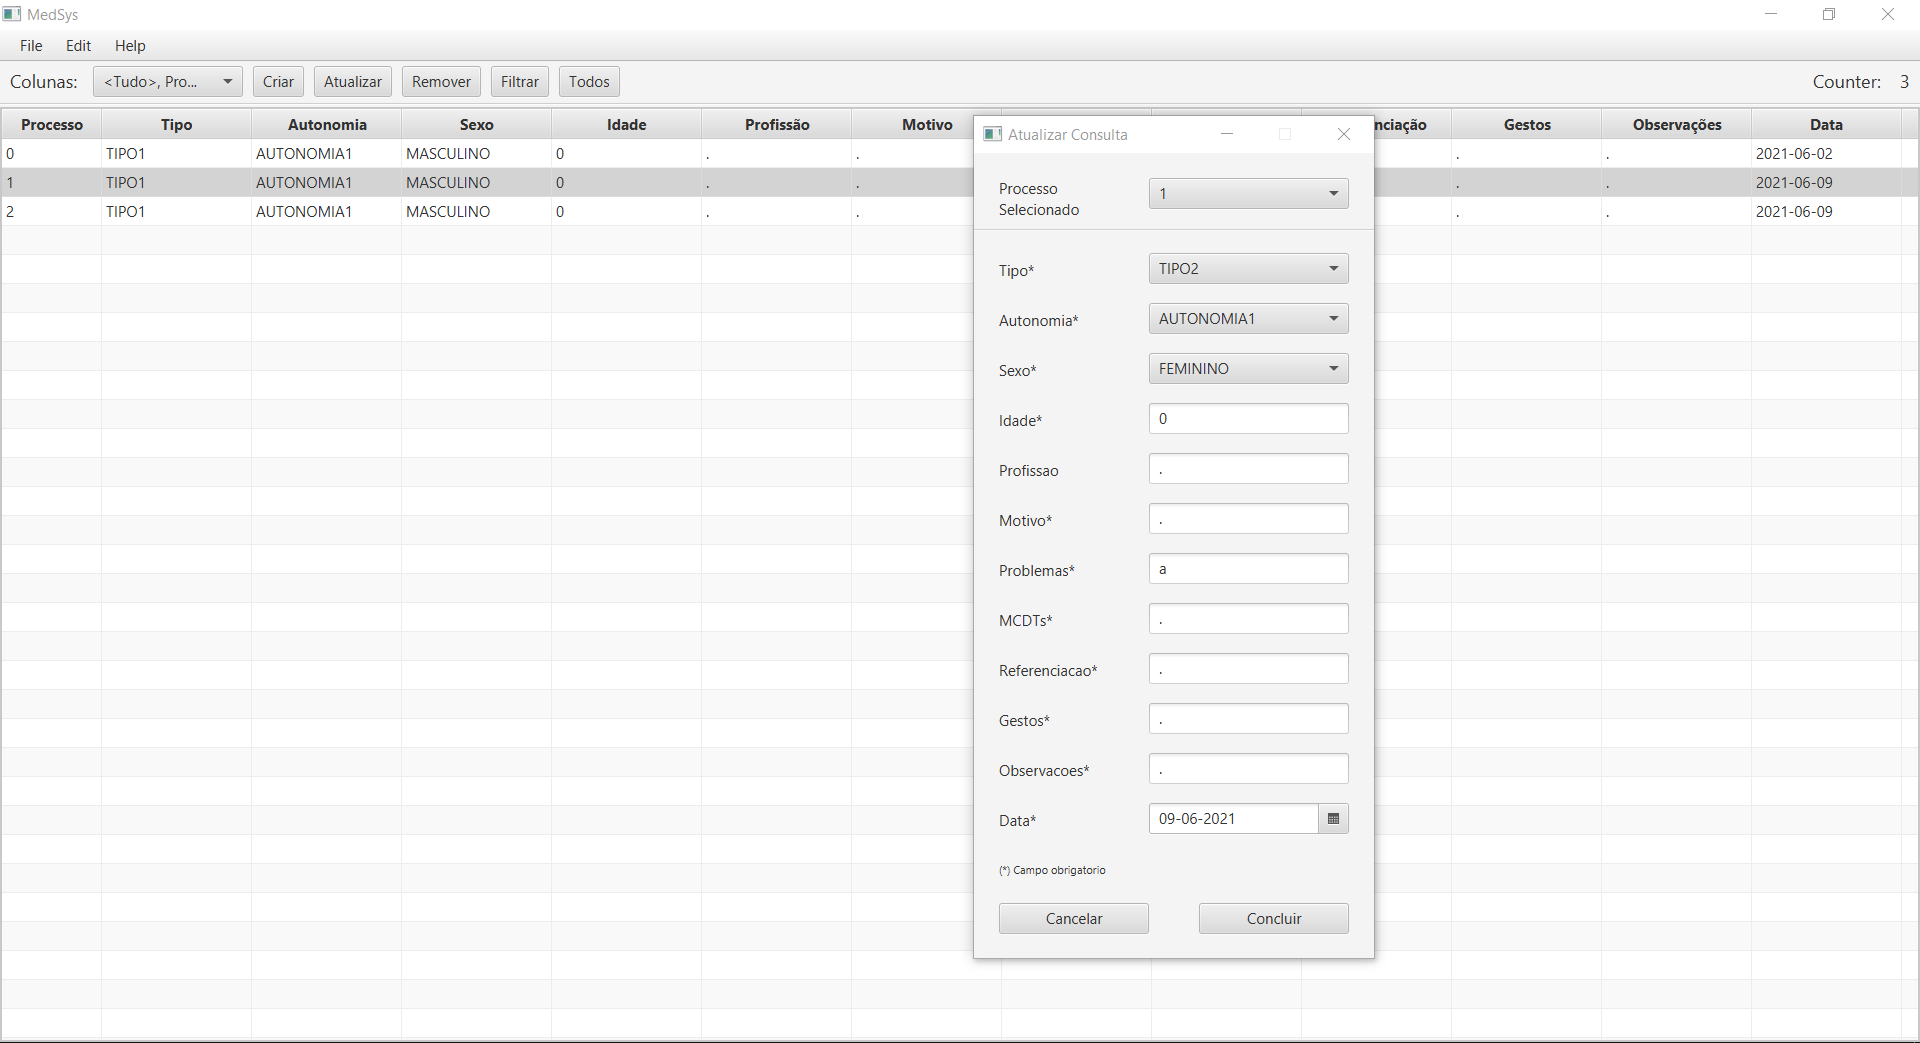 MedSys
File Edit Help
Colunas: <Tudo>, Pro... Criar Atualizar Remover Filtrar Todos Counter: 3
Processo Tipo Autonomia Sexo Idade Profissão Motivo nciação Gestos Observações Data
0 TIPO1 AUTONOMIA1 MASCULINO 0 . . . . 2021-06-02
1 TIPO1 AUTONOMIA1 MASCULINO 0 . . . . 2021-06-09
2 TIPO1 AUTONOMIA1 MASCULINO 0 . . . . 2021-06-09
Atualizar Consulta
Processo
Selecionado
1
Tipo* TIPO2
Autonomia* AUTONOMIA1
Sexo* FEMININO
Idade* 0
Profissao .
Motivo* .
Problemas* a
MCDTs* .
Referenciacao* .
Gestos* .
Observacoes* .
Data* 09-06-2021
(*) Campo obrigatorio
Cancelar Concluir